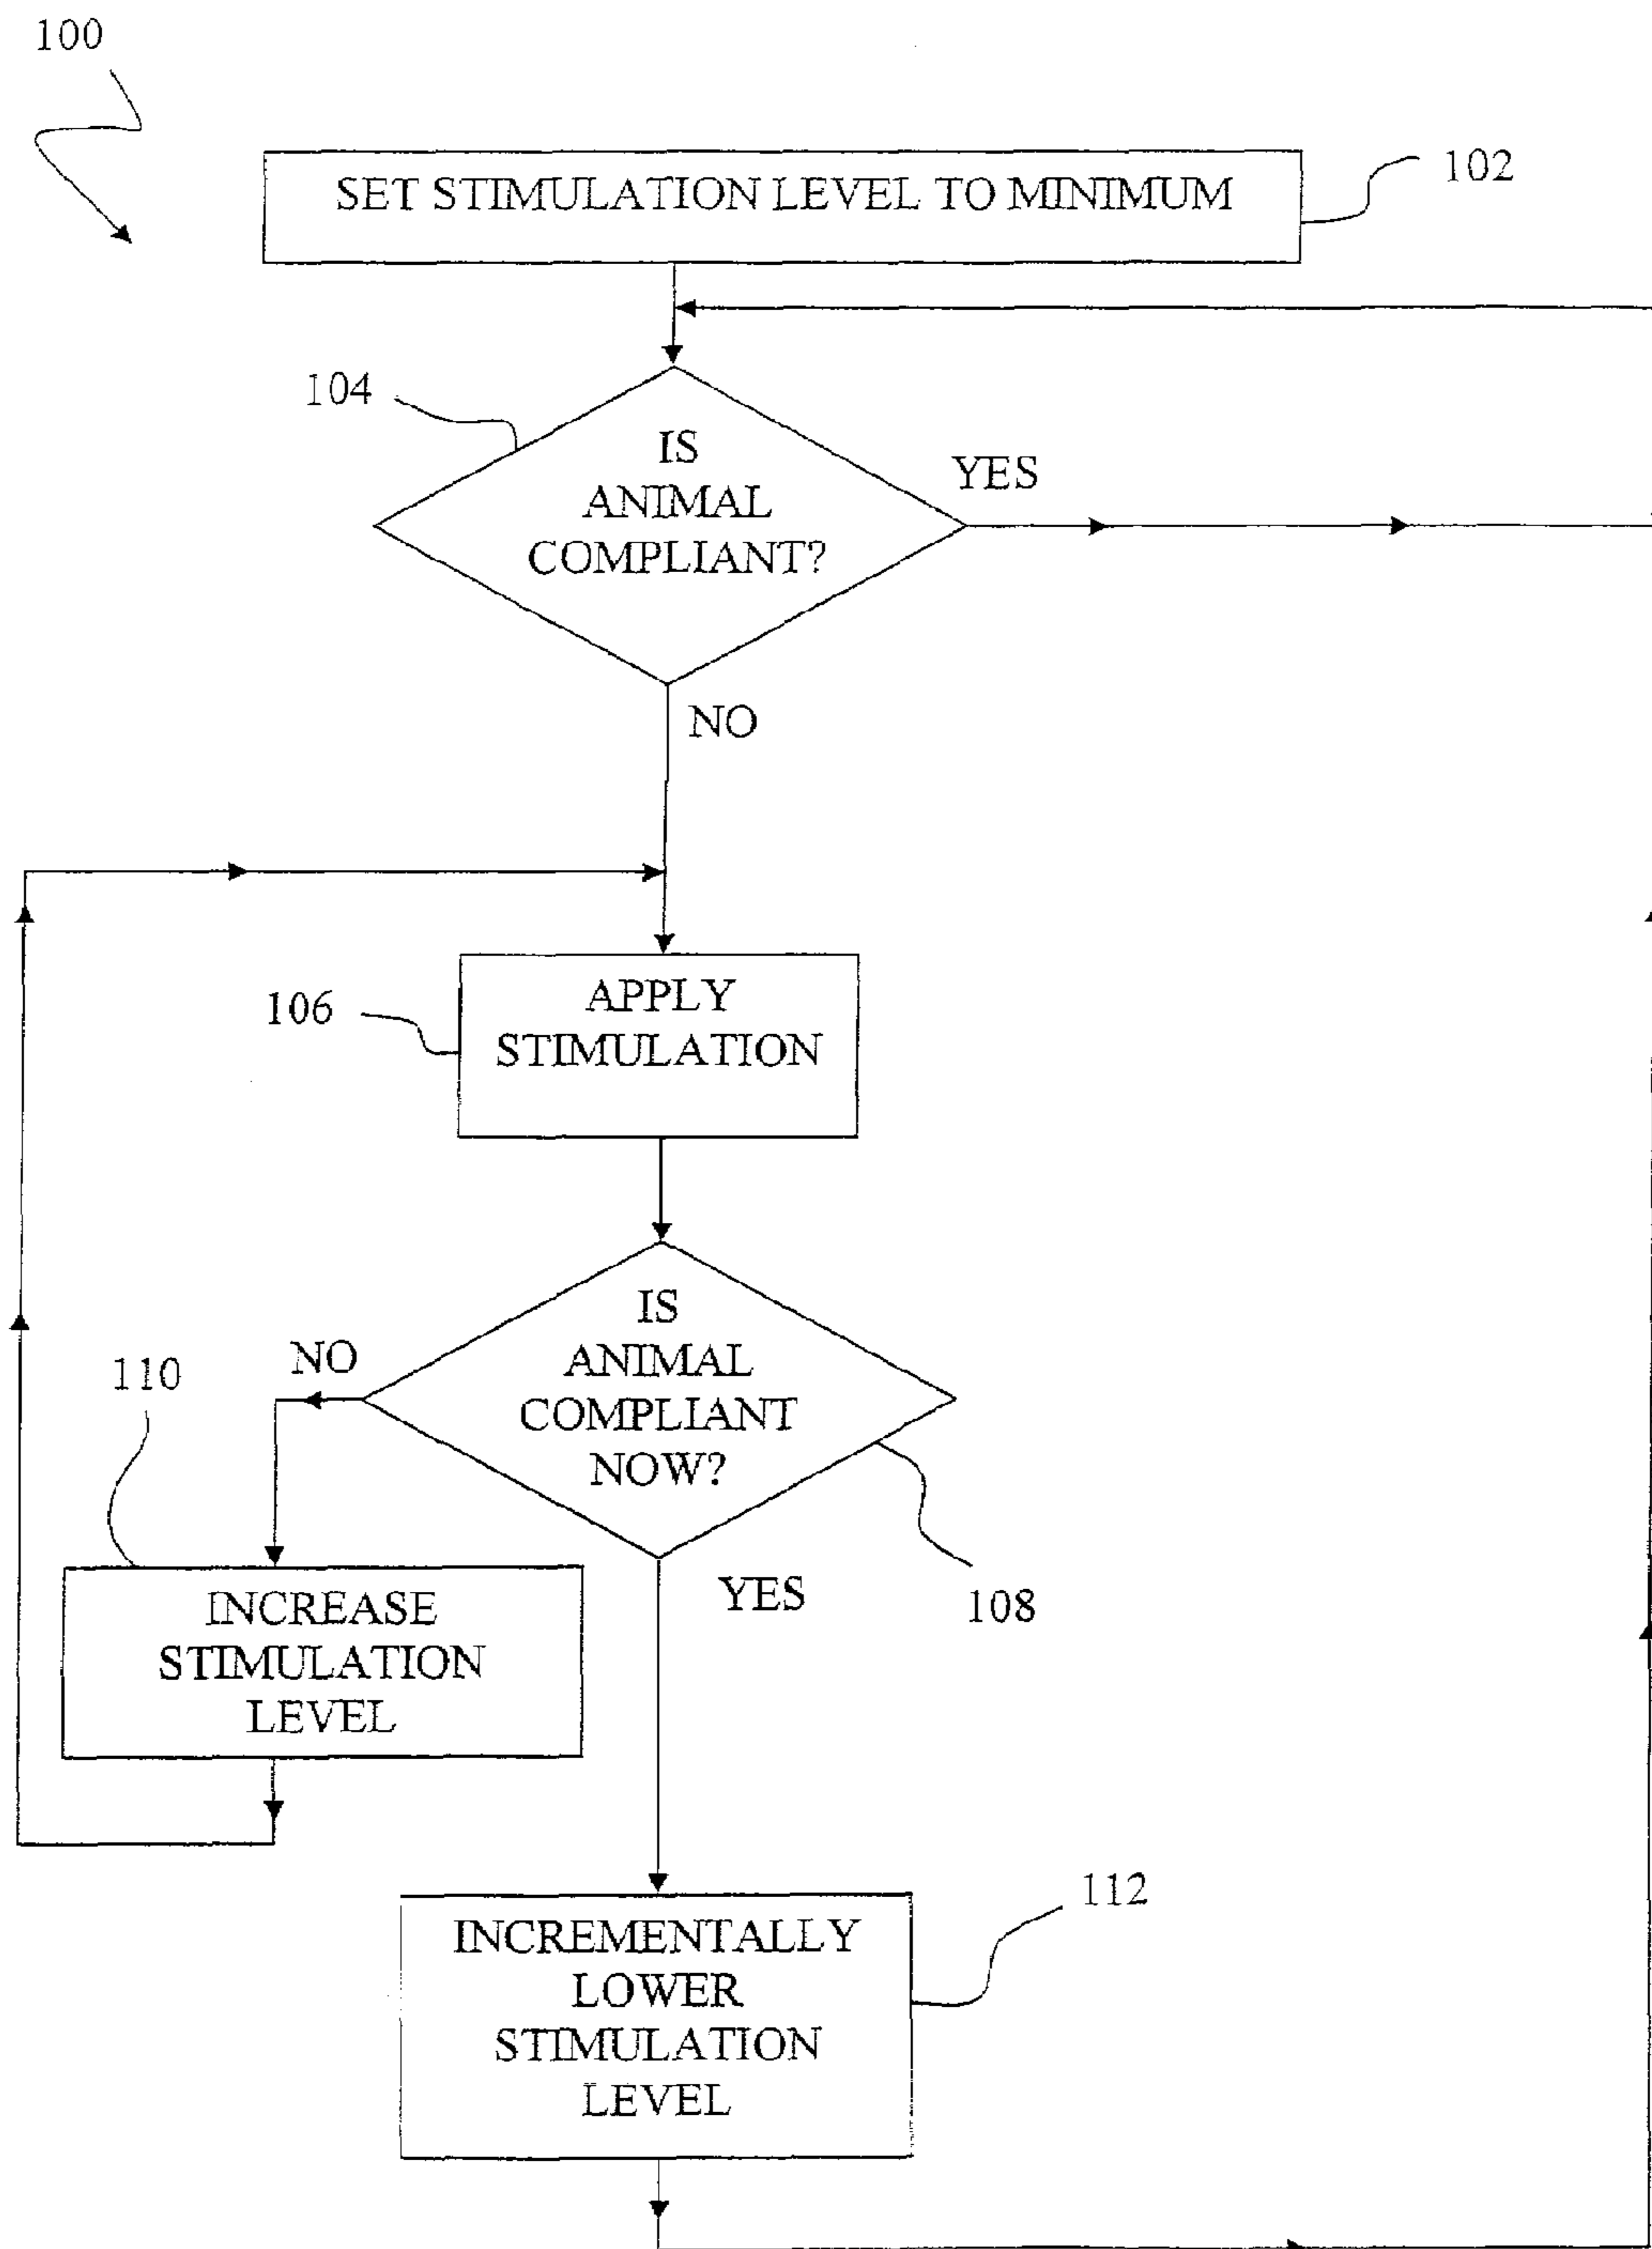 100
SET STIMULATION LEVEL TO MINIMUM
102
104
IS
ANIMAL
COMPLIANT?
YES
NO
106
APPLY
STIMULATION
IS
ANIMAL
COMPLIANT
NOW?
NO
110
YES
108
INCREASE
STIMULATION
LEVEL
112
INCREMENTALLY
LOWER
STIMULATION
LEVEL